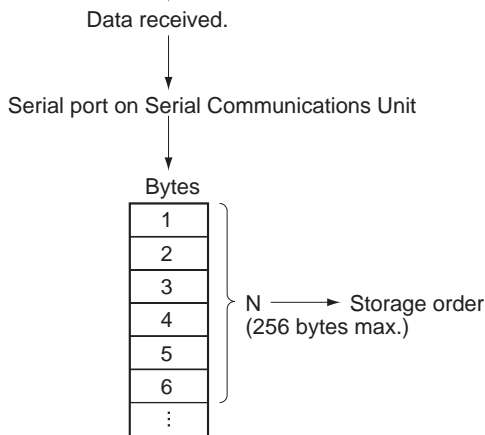 Data received.
Serial port on Serial Communications Unit
Bytes
1
2
3
4
5
6
⋮
N
Storage order
(256 bytes max.)